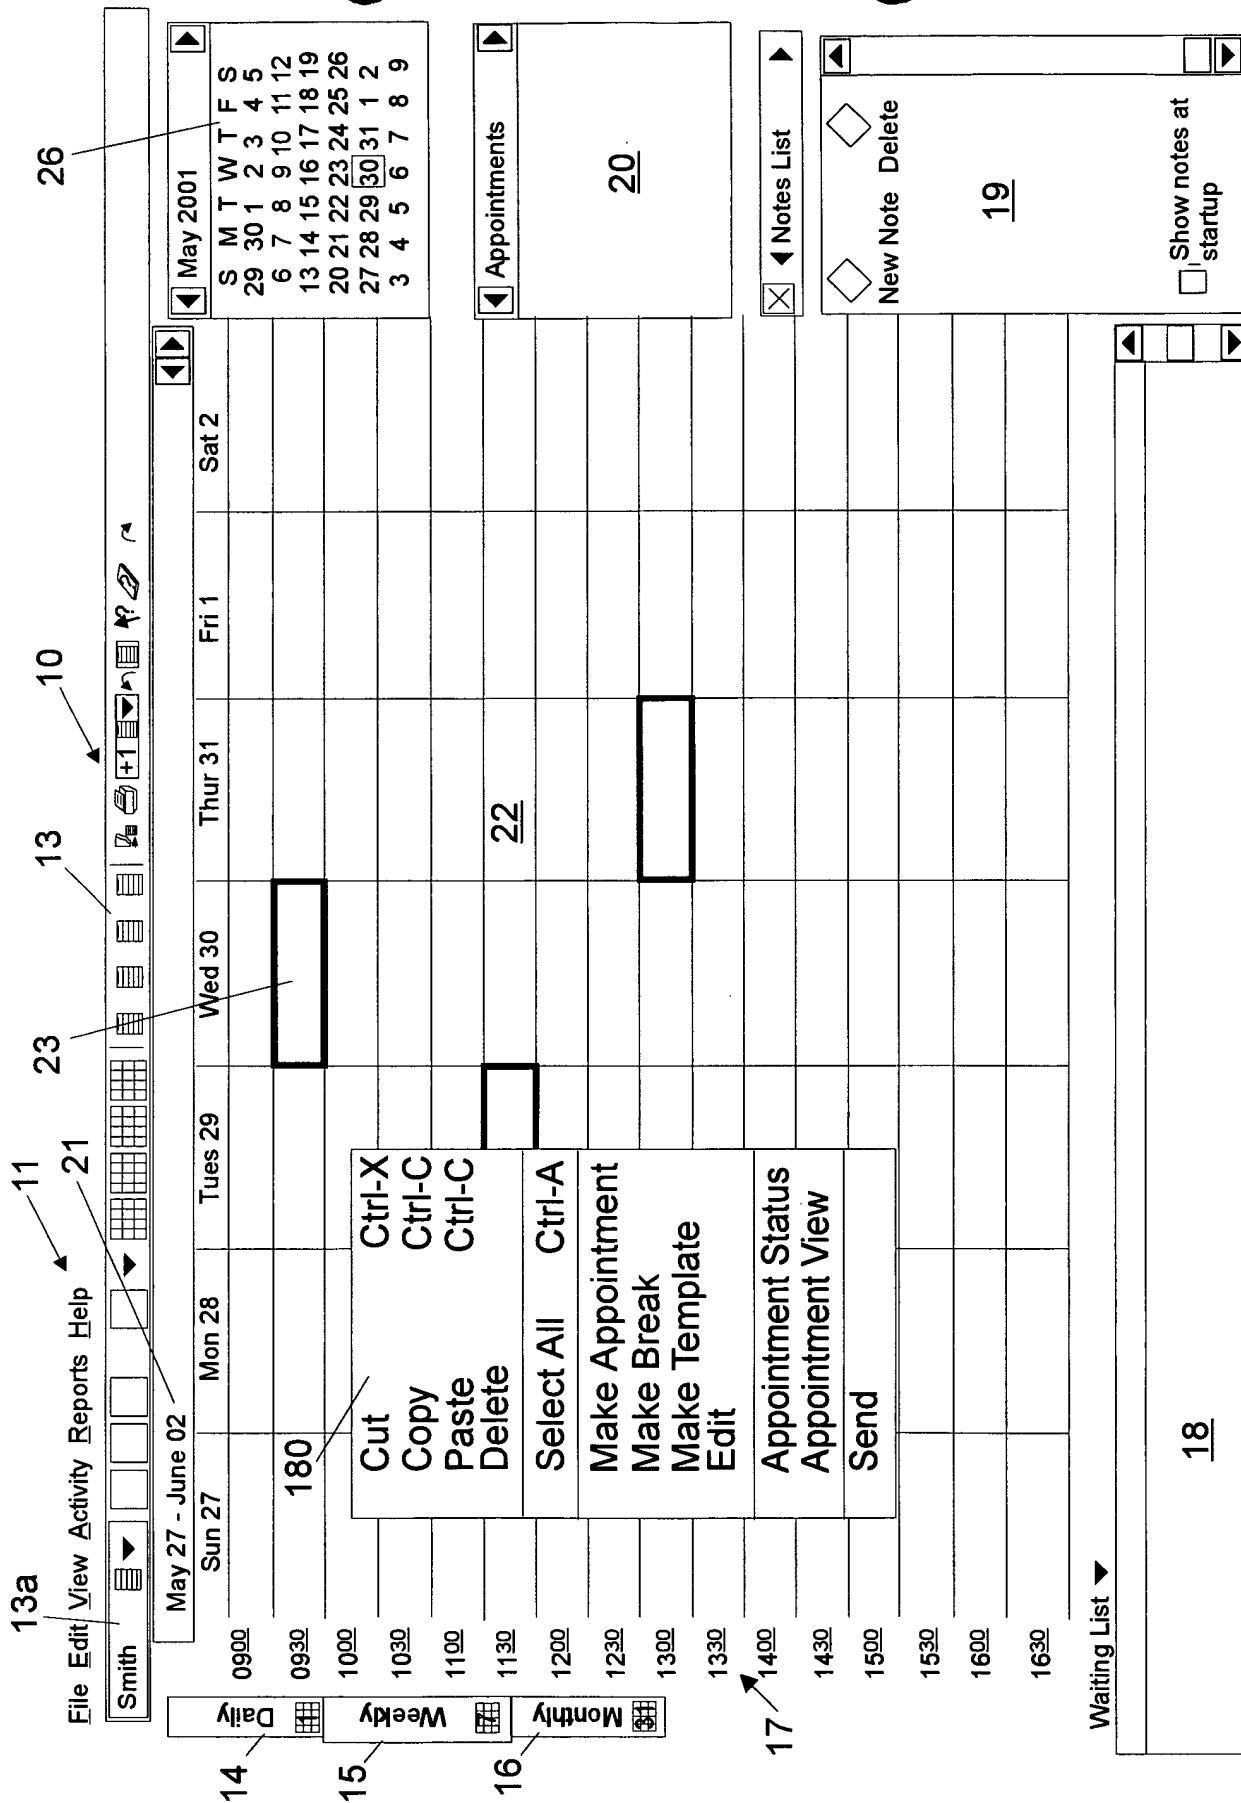 10
11
13a
13
21
23
26
File Edit View Activity Reports Help
Smith
+1
?
May 27 - June 02
Sun 27 Mon 28 Tues 29 Wed 30 Thur 31 Fri 1 Sat 2
14
Daily
1
15
Weekly
7
16
Monthly
31
17
0900
0930
1000
1030
1100
1130
1200
1230
1300
1330
1400
1430
1500
1530
1600
1630
180
Cut Ctrl-X
Copy Ctrl-C
Paste Ctrl-C
Delete
Select All Ctrl-A
Make Appointment
Make Break
Make Template
Edit
Appointment Status
Appointment View
Send
22
May 2001
S M T W T F S
29 30 1 2 3 4 5
6 7 8 9 10 11 12
13 14 15 16 17 18 19
20 21 22 23 24 25 26
27 28 29 30 31 1 2
3 4 5 6 7 8 9
Appointments
20
Notes List
New Note Delete
19
Show notes at
startup
Waiting List
18